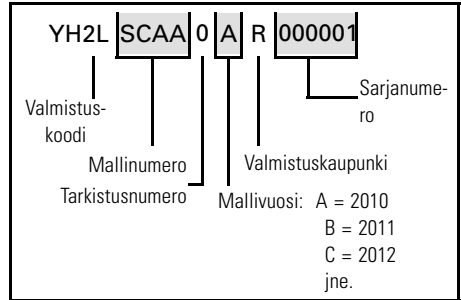 YH2L SCAA 0 A R 000001
Valmistus-
koodi
Sarjanume-
ro
Mallinumero
Valmistuskaupunki
Tarkistusnumero
Mallivuosi: A = 2010
B = 2011
C = 2012
jne.